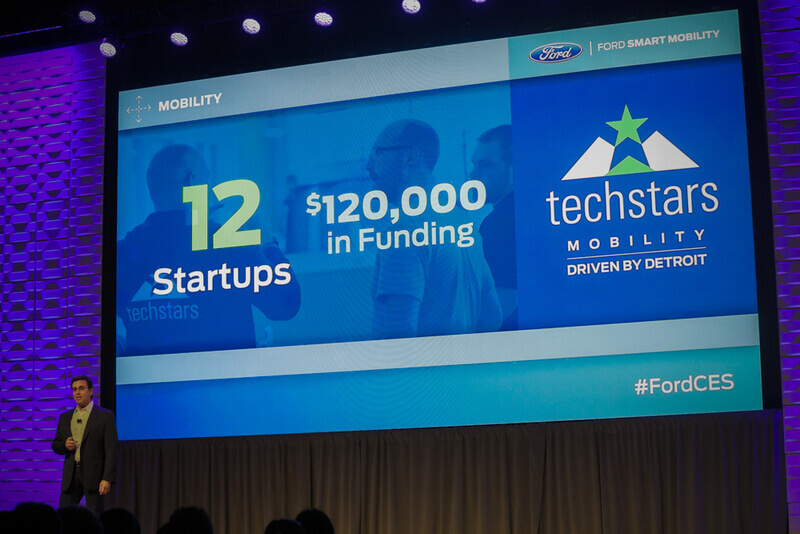 MOBILITY
Ford | FORD SMART MOBILITY
12
Startups
$120,000
in Funding
techstars
techstars
MOBILITY
DRIVEN BY DETROIT
#FordCES